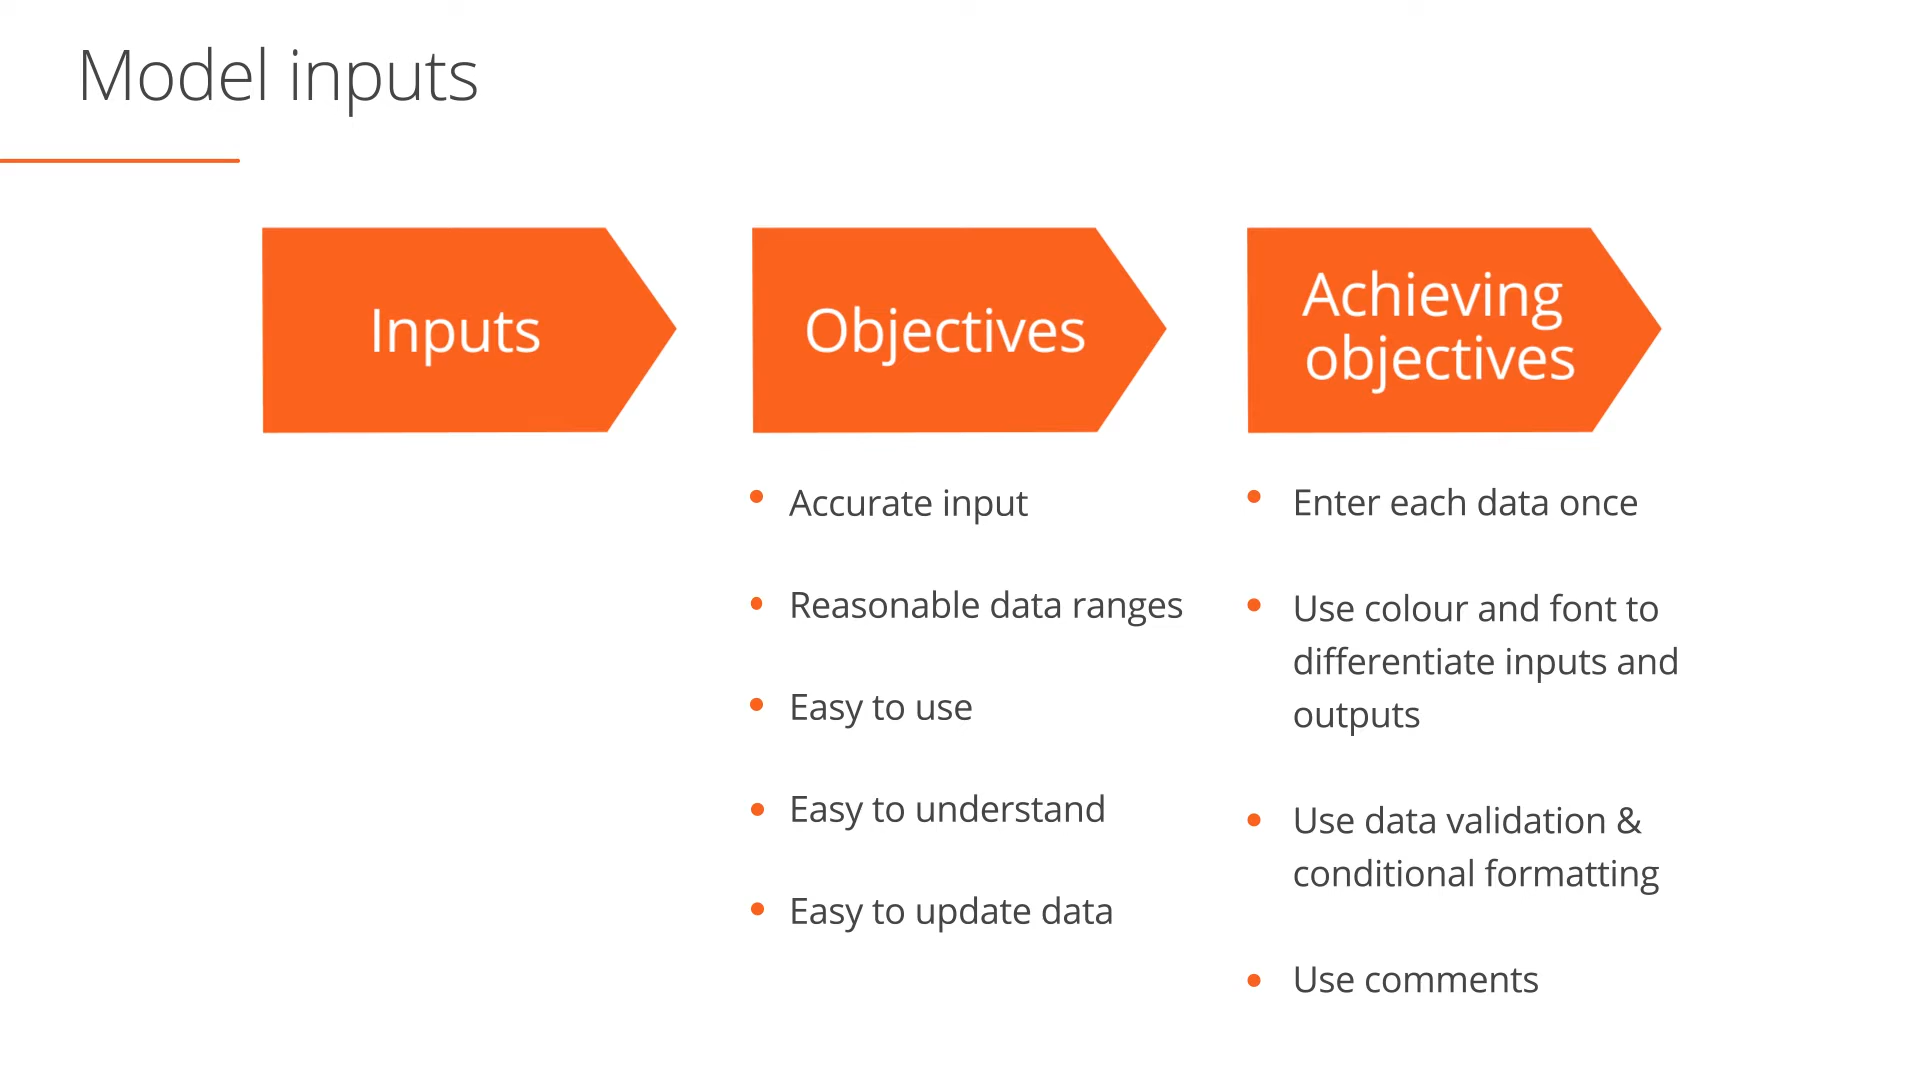 Model inputs
Inputs
Objectives
Accurate input
Reasonable data ranges
Easy to use
Easy to understand
Easy to update data
Achieving
objectives
Enter each data once
Use colour and font to
differentiate inputs and
outputs
Use data validation &
conditional formatting
Use comments